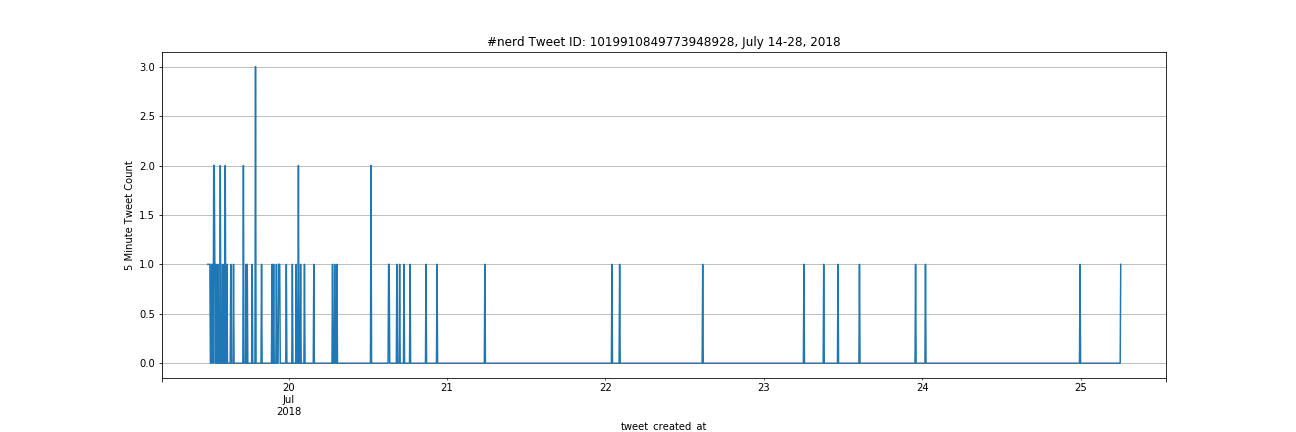 #nerd Tweet ID: 1019910849773948928, July 14-28, 2018
3.0
2.5
2.0
1.5
1.0
0.5
0.0
5 Minute Tweet Count
20 21 22 23 24 25
Jul
2018
tweet_created_at